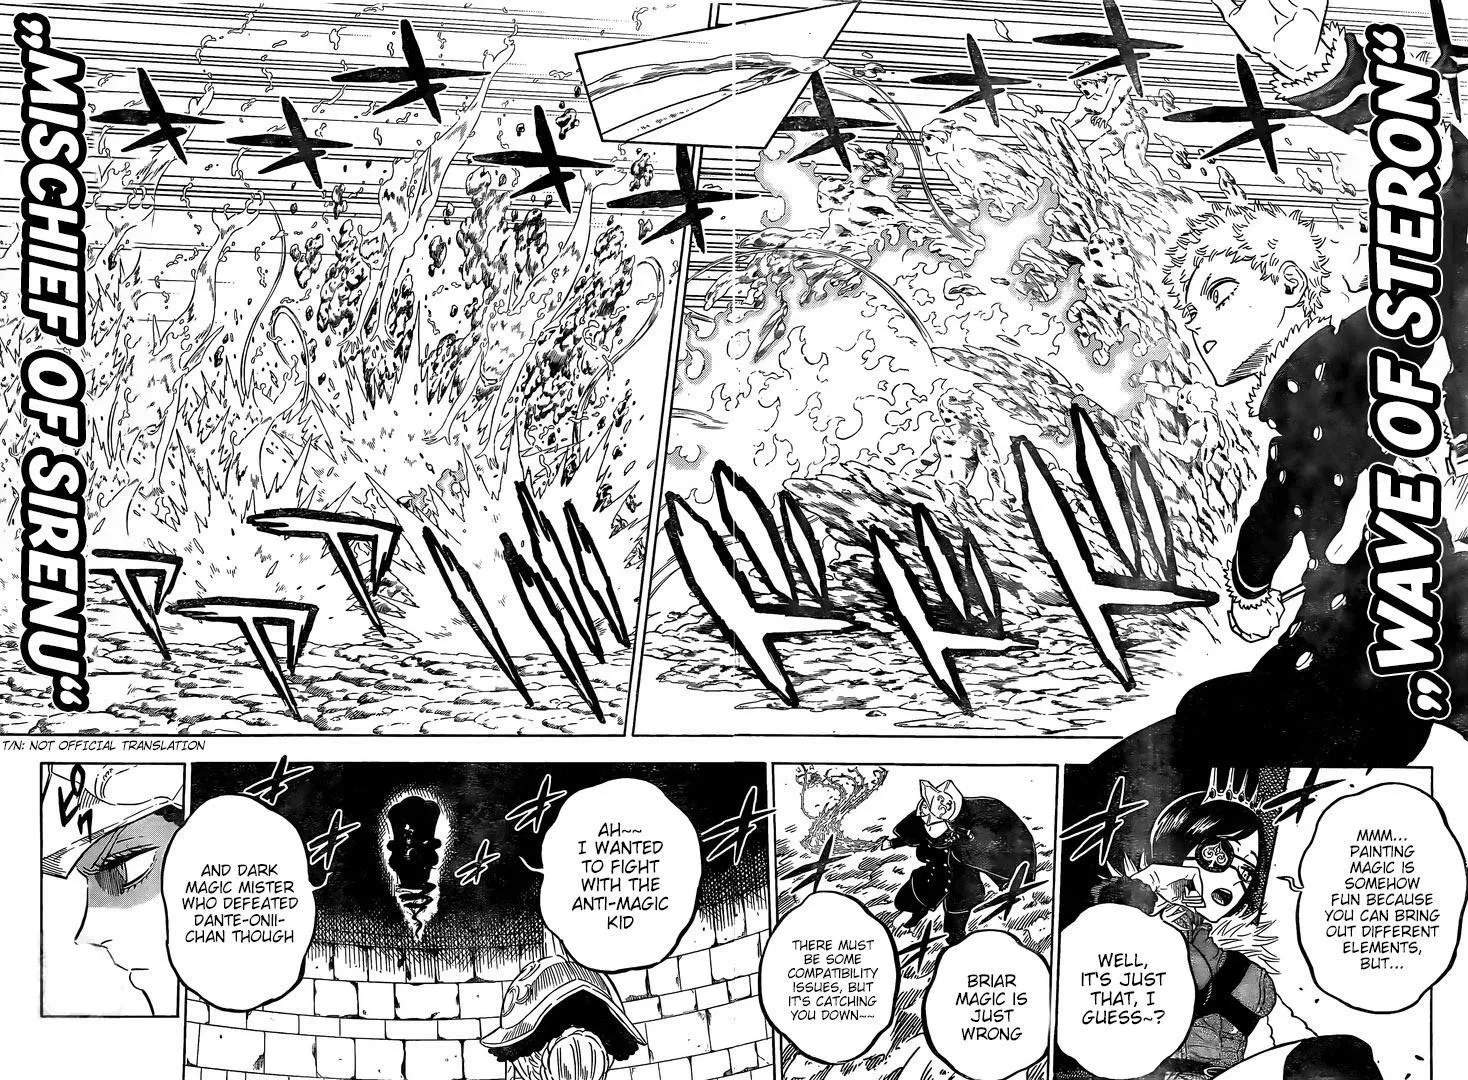 "WAVE OF STERON"
ドドド
"MISCHIEF OF SIRENU"
T/N: NOT OFFICIAL TRANSLATION
MMM...
PAINTING
MAGIC IS
SOMEHOW
FUN BECAUSE
YOU CAN BRING
OUT DIFFERENT
ELEMENTS,
BUT...
WELL,
IT'S JUST
THAT, I
GUESS~?
BRIAR
MAGIC IS
JUST
WRONG
THERE MUST
BE SOME
COMPATIBILITY
ISSUES, BUT
IT'S CATCHING
YOU DOWN~~
AH~~
I WANTED
TO FIGHT
WITH THE
ANTI-MAGIC
KID
AND DARK
MAGIC MISTER
WHO DEFEATED
DANTE-ONII-
CHAN THOUGH